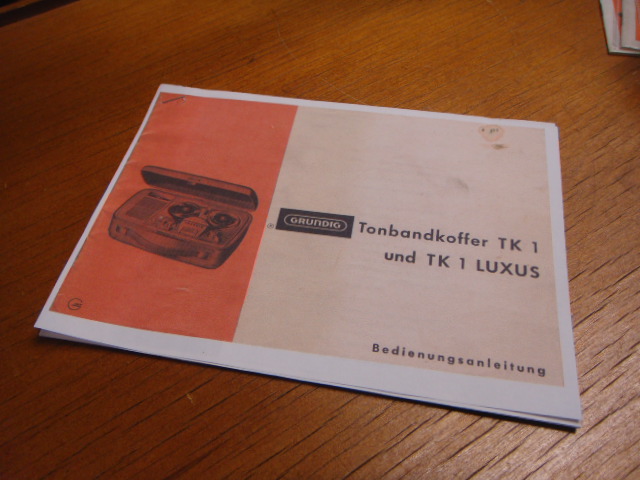 GRUNDIG
Tonbandkoffer TK 1
und TK 1 LUXUS
Bedienungsanleitung